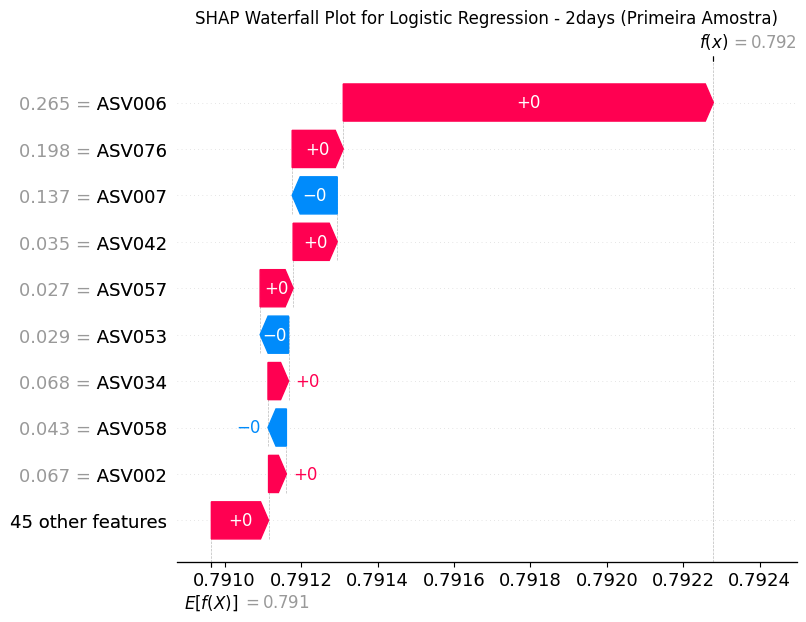 SHAP Waterfall Plot for Logistic Regression - 2days (Primeira Amostra)
f(x) = 0.792
0.265 = ASV006 +0
0.198 = ASV076 +0
0.137 = ASV007 −0
0.035 = ASV042 +0
0.027 = ASV057 +0
0.029 = ASV053 −0
0.068 = ASV034 +0
0.043 = ASV058 −0
0.067 = ASV002 +0
45 other features +0
0.7910 0.7912 0.7914 0.7916 0.7918 0.7920 0.7922 0.7924
E[f(X)] = 0.791